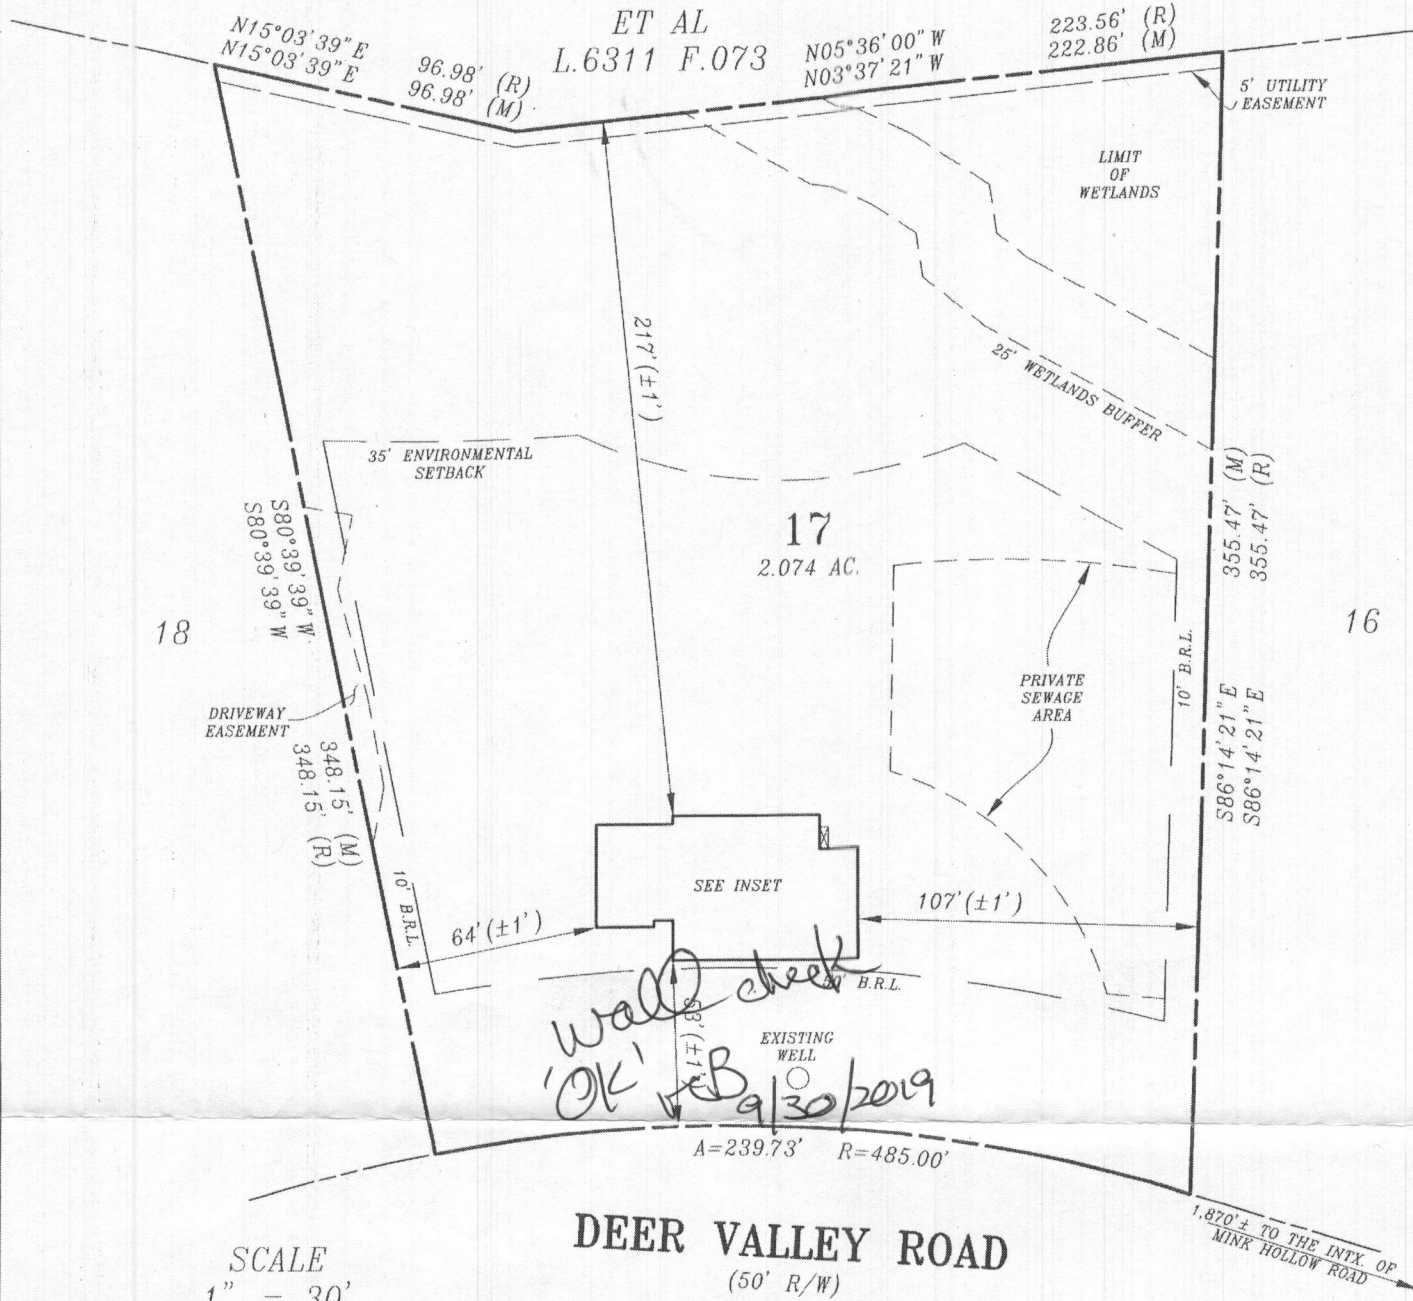 ET AL
L.6311 F.073
N15°03'39"E
N15°03'39"E
96.98' (R)
96.98' (M)
N05°36'00"W
N03°37'21"W
223.56' (R)
222.86' (M)
5' UTILITY
EASEMENT
LIMIT
OF
WETLANDS
217'(±1')
25' WETLANDS BUFFER
35' ENVIRONMENTAL
SETBACK
17
2.074 AC.
S80°39'39"W
S80°39'39"W
355.47' (M)
355.47' (R)
18
16
10' B.R.L.
PRIVATE
SEWAGE
AREA
DRIVEWAY
EASEMENT
S86°14'21"E
S86°14'21"E
348.15' (M)
348.15' (R)
10' B.R.L.
SEE INSET
64'(±1')
107'(±1')
wall check
B.R.L.
(±1')
EXISTING
WELL
'OK'
9/30/2019
A=239.73' R=485.00'
DEER VALLEY ROAD
(50' R/W)
1,870'± TO THE INTX. OF
MINK HOLLOW ROAD
SCALE
1" = 30'